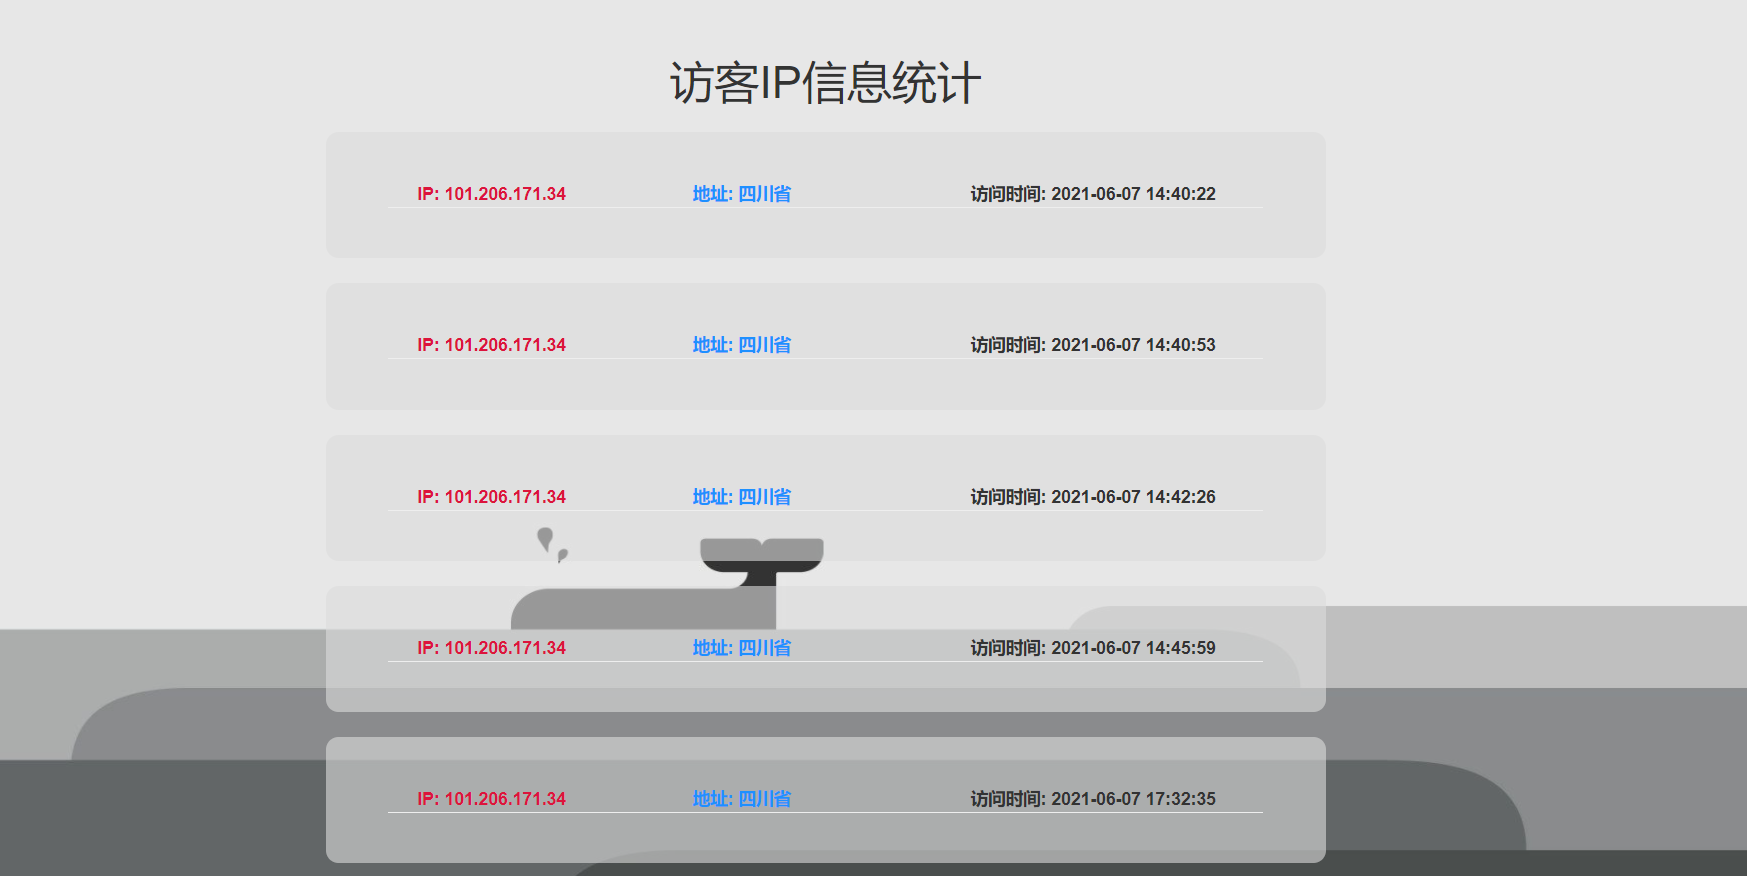 访客IP信息统计
IP: 101.206.171.34 地址: 四川省 访问时间: 2021-06-07 14:40:22
IP: 101.206.171.34 地址: 四川省 访问时间: 2021-06-07 14:40:53
IP: 101.206.171.34 地址: 四川省 访问时间: 2021-06-07 14:42:26
IP: 101.206.171.34 地址: 四川省 访问时间: 2021-06-07 14:45:59
IP: 101.206.171.34 地址: 四川省 访问时间: 2021-06-07 17:32:35